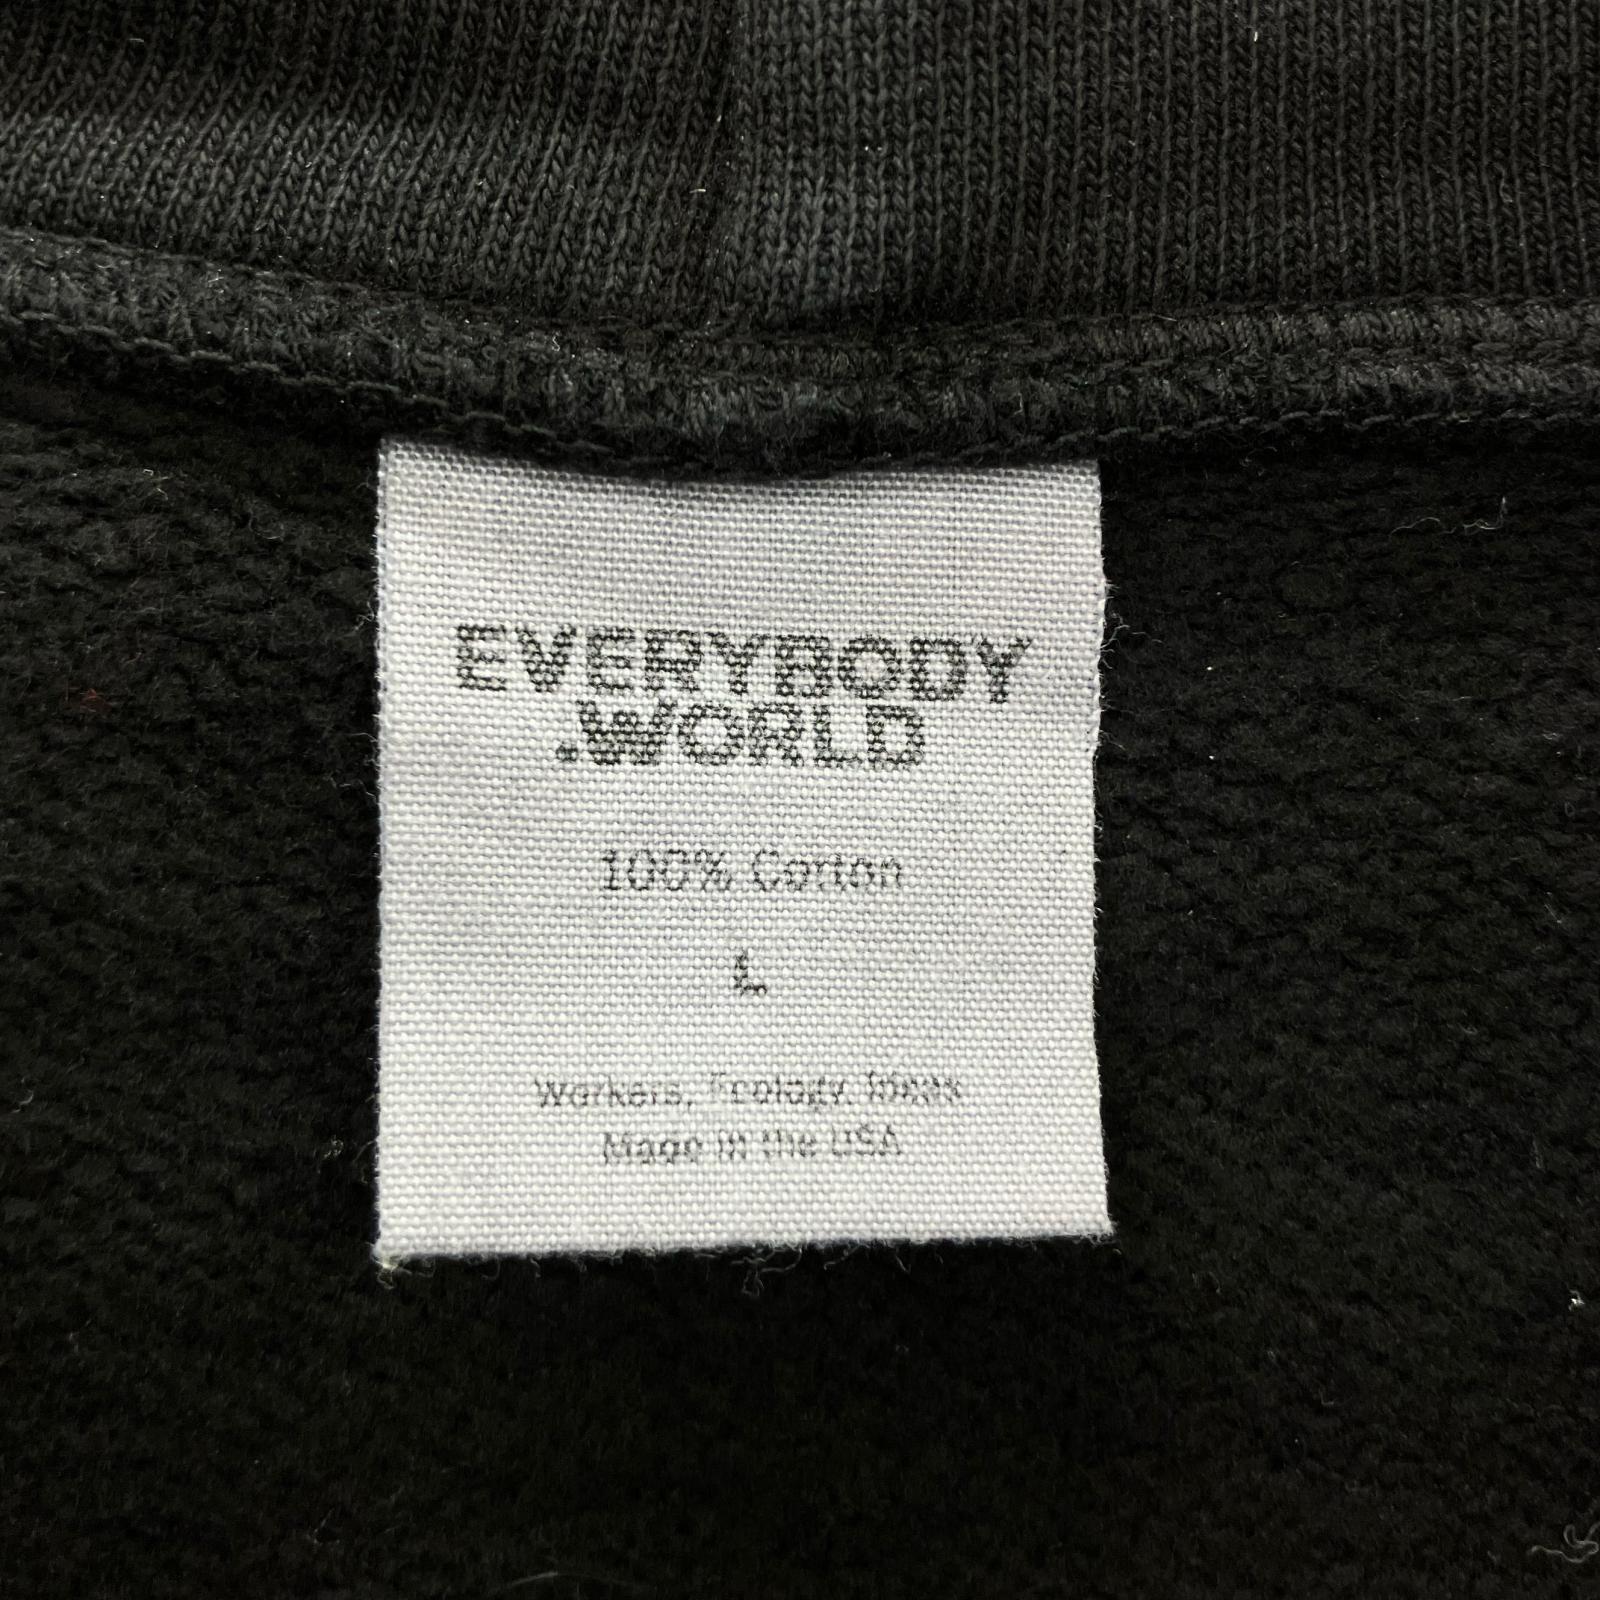 EVERYBODY
.WORLD
100% Cotton
L
Workers, Ecology, Ideas
Made in the USA